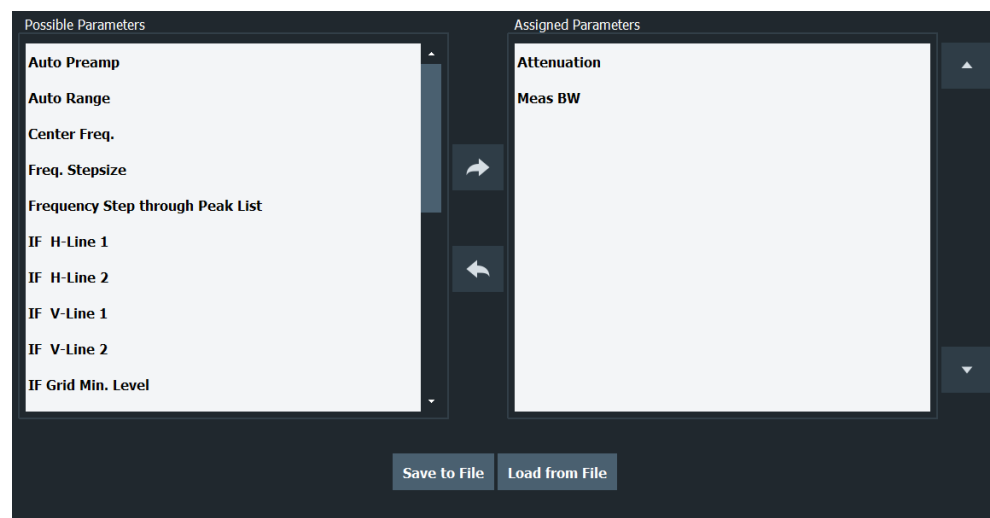 Possible Parameters
Auto Preamp
Auto Range
Center Freq.
Freq. Stepsize
Frequency Step through Peak List
IF  H-Line 1
IF  H-Line 2
IF  V-Line 1
IF  V-Line 2
IF Grid Min. Level
Assigned Parameters
Attenuation
Meas BW
Save to File
Load from File